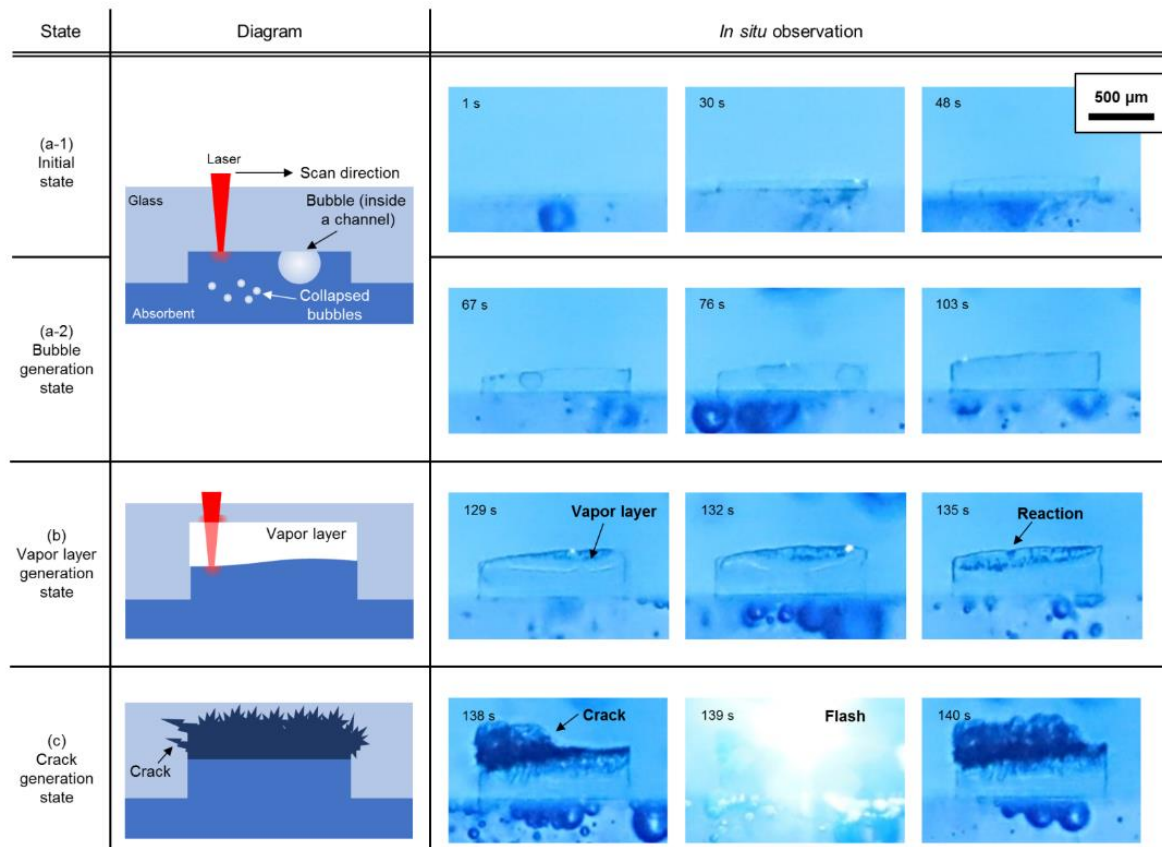 State
Diagram
In situ observation
(a-1)
Initial
state
Laser
Scan direction
Glass
Bubble (inside
a channel)
Collapsed
bubbles
Absorbent
1 s
30 s
48 s
500 µm
(a-2)
Bubble
generation
state
67 s
76 s
103 s
(b)
Vapor layer
generation
state
Vapor layer
129 s
Vapor layer
132 s
135 s
Reaction
(c)
Crack
generation
state
Crack
138 s
Crack
139 s
Flash
140 s